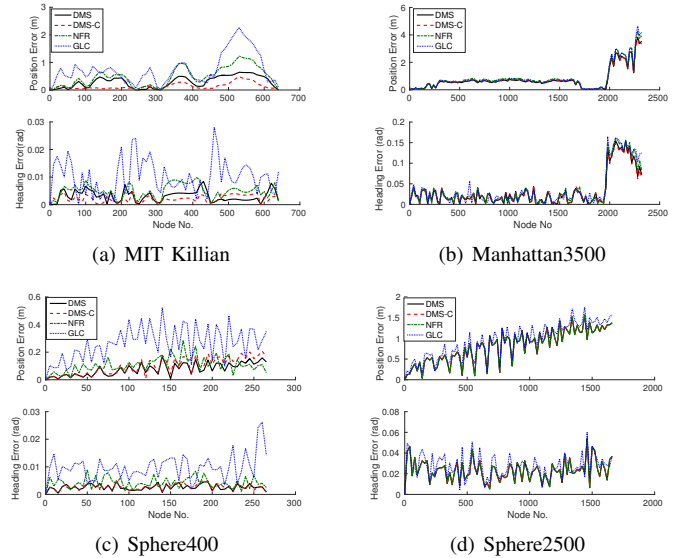 Position Error (m)
3
2
1
0
DMS
DMS-C
NFR
GLC
0 100 200 300 400 500 600 700
Heading Error(rad)
0.03
0.02
0.01
0
0 100 200 300 400 500 600 700
Node No.
(a) MIT Killian
Position Error (m)
6
4
2
0
DMS
DMS-C
NFR
GLC
0 500 1000 1500 2000 2500
Heading Error (rad)
0.2
0.15
0.1
0.05
0
0 500 1000 1500 2000 2500
Node No.
(b) Manhattan3500
Position Error (m)
0.6
0.4
0.2
0
DMS
DMS-C
NFR
GLC
0 50 100 150 200 250 300
Heading Error (rad)
0.03
0.02
0.01
0
0 50 100 150 200 250 300
Node No.
(c) Sphere400
Position Error (m)
2
1.5
1
0.5
0
DMS
DMS-C
NFR
GLC
0 500 1000 1500 2000
Heading Error (rad)
0.08
0.06
0.04
0.02
0
0 500 1000 1500 2000
Node No.
(d) Sphere2500